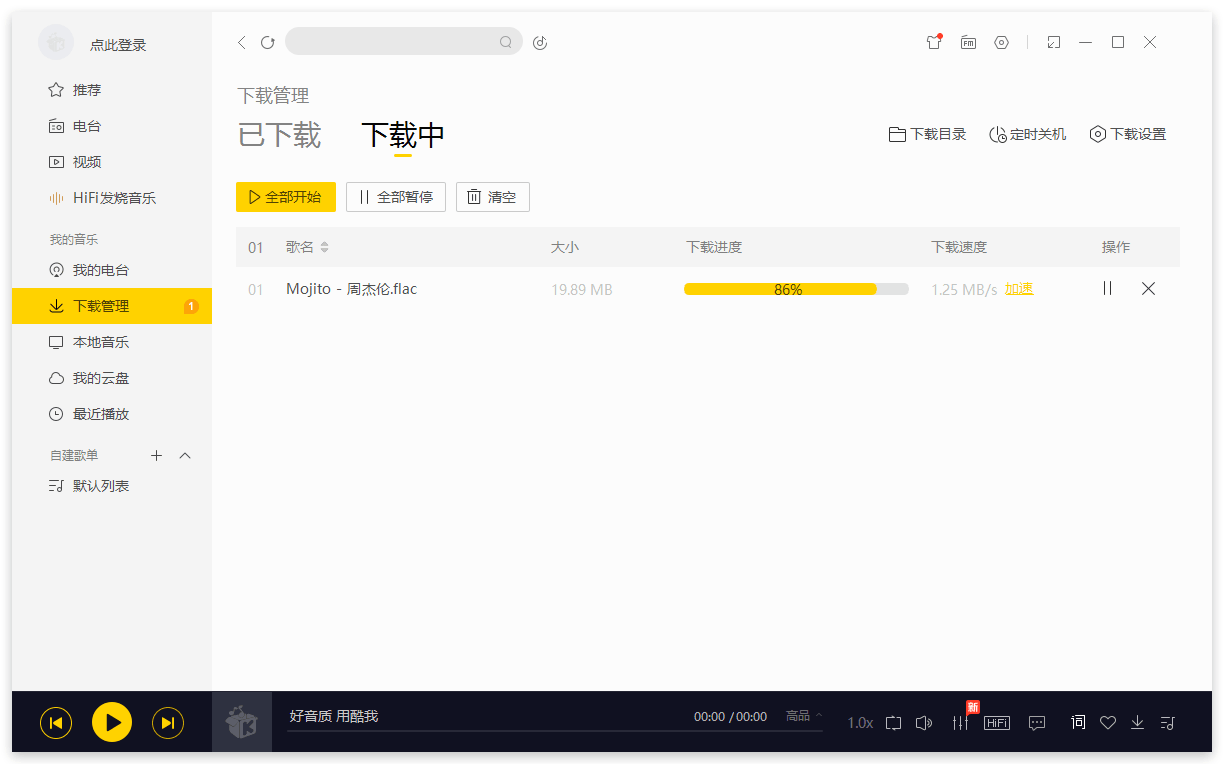 点此登录
推荐
电台
视频
HiFi发烧音乐
我的音乐
我的电台
下载管理 1
本地音乐
我的云盘
最近播放
自建歌单
默认列表
FM
下载管理
已下载 下载中
下载目录 定时关机 下载设置
全部开始 全部暂停 清空
01 歌名 大小 下载进度 下载速度 操作
01 Mojito - 周杰伦.flac 19.89 MB 86% 1.25 MB/s 加速
好音质 用酷我 00:00 / 00:00 高品 1.0x 新 HiFi 词